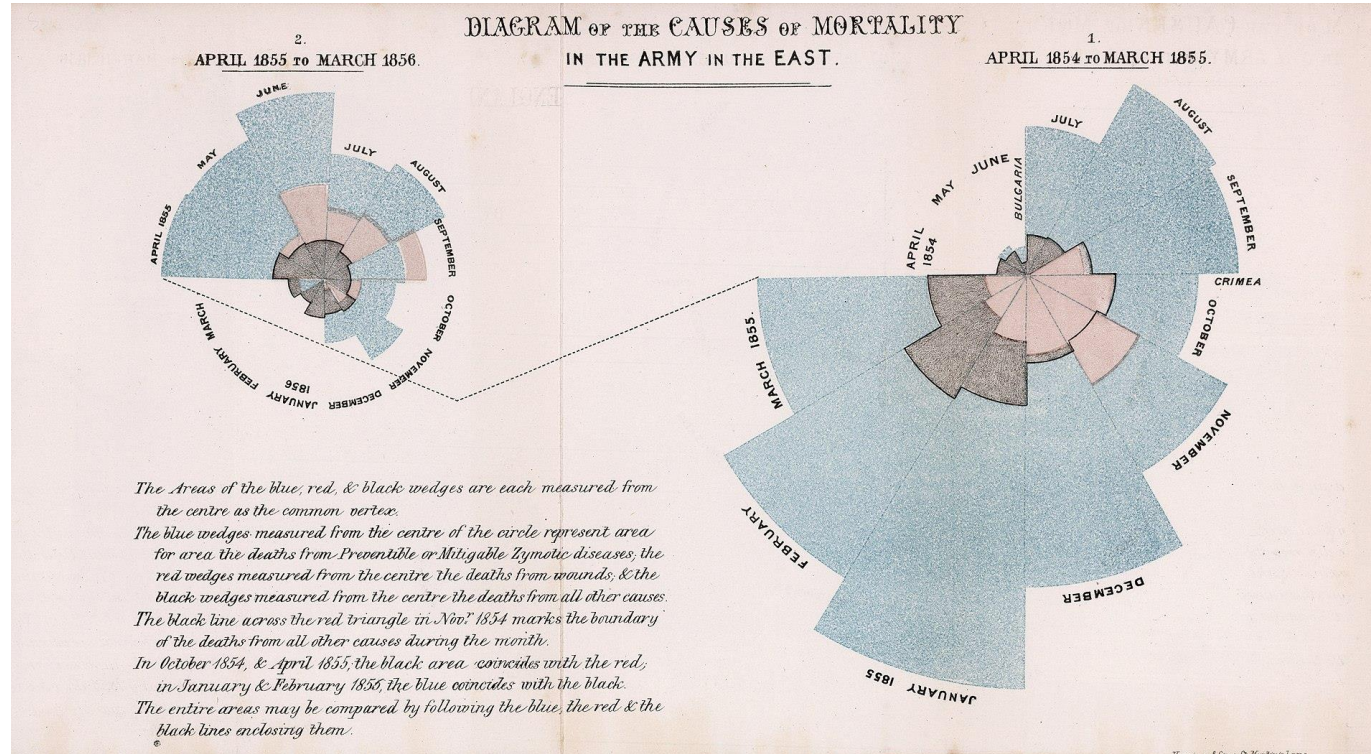 DIAGRAM OF THE CAUSES OF MORTALITY
IN THE ARMY IN THE EAST.
2.
APRIL 1855 TO MARCH 1856.
1.
APRIL 1854 TO MARCH 1855.
JUNE
JULY
AUGUST
MAY
SEPTEMBER
APRIL 1855
OCTOBER
NOVEMBER
DECEMBER
JANUARY
1856
FEBRUARY
MARCH
APRIL
1854
MAY
JUNE
BULGARIA
JULY
AUGUST
SEPTEMBER
CRIMEA
OCTOBER
NOVEMBER
DECEMBER
JANUARY 1855
FEBRUARY
MARCH 1855.
The Areas of the blue, red, & black wedges are each measured from
the centre as the common vertex.
The blue wedges measured from the centre of the circle represent area
for area the deaths from Preventible or Mitigable Zymotic diseases; the
red wedges measured from the centre the deaths from wounds; & the
black wedges measured from the centre the deaths from all other causes.
The black line across the red triangle in Novr. 1854 marks the boundary
of the deaths from all other causes during the month.
In October 1854, & April 1855, the black area coincides with the red;
in January & February 1855, the blue coincides with the black.
The entire areas may be compared by following the blue, the red & the
black lines enclosing them.